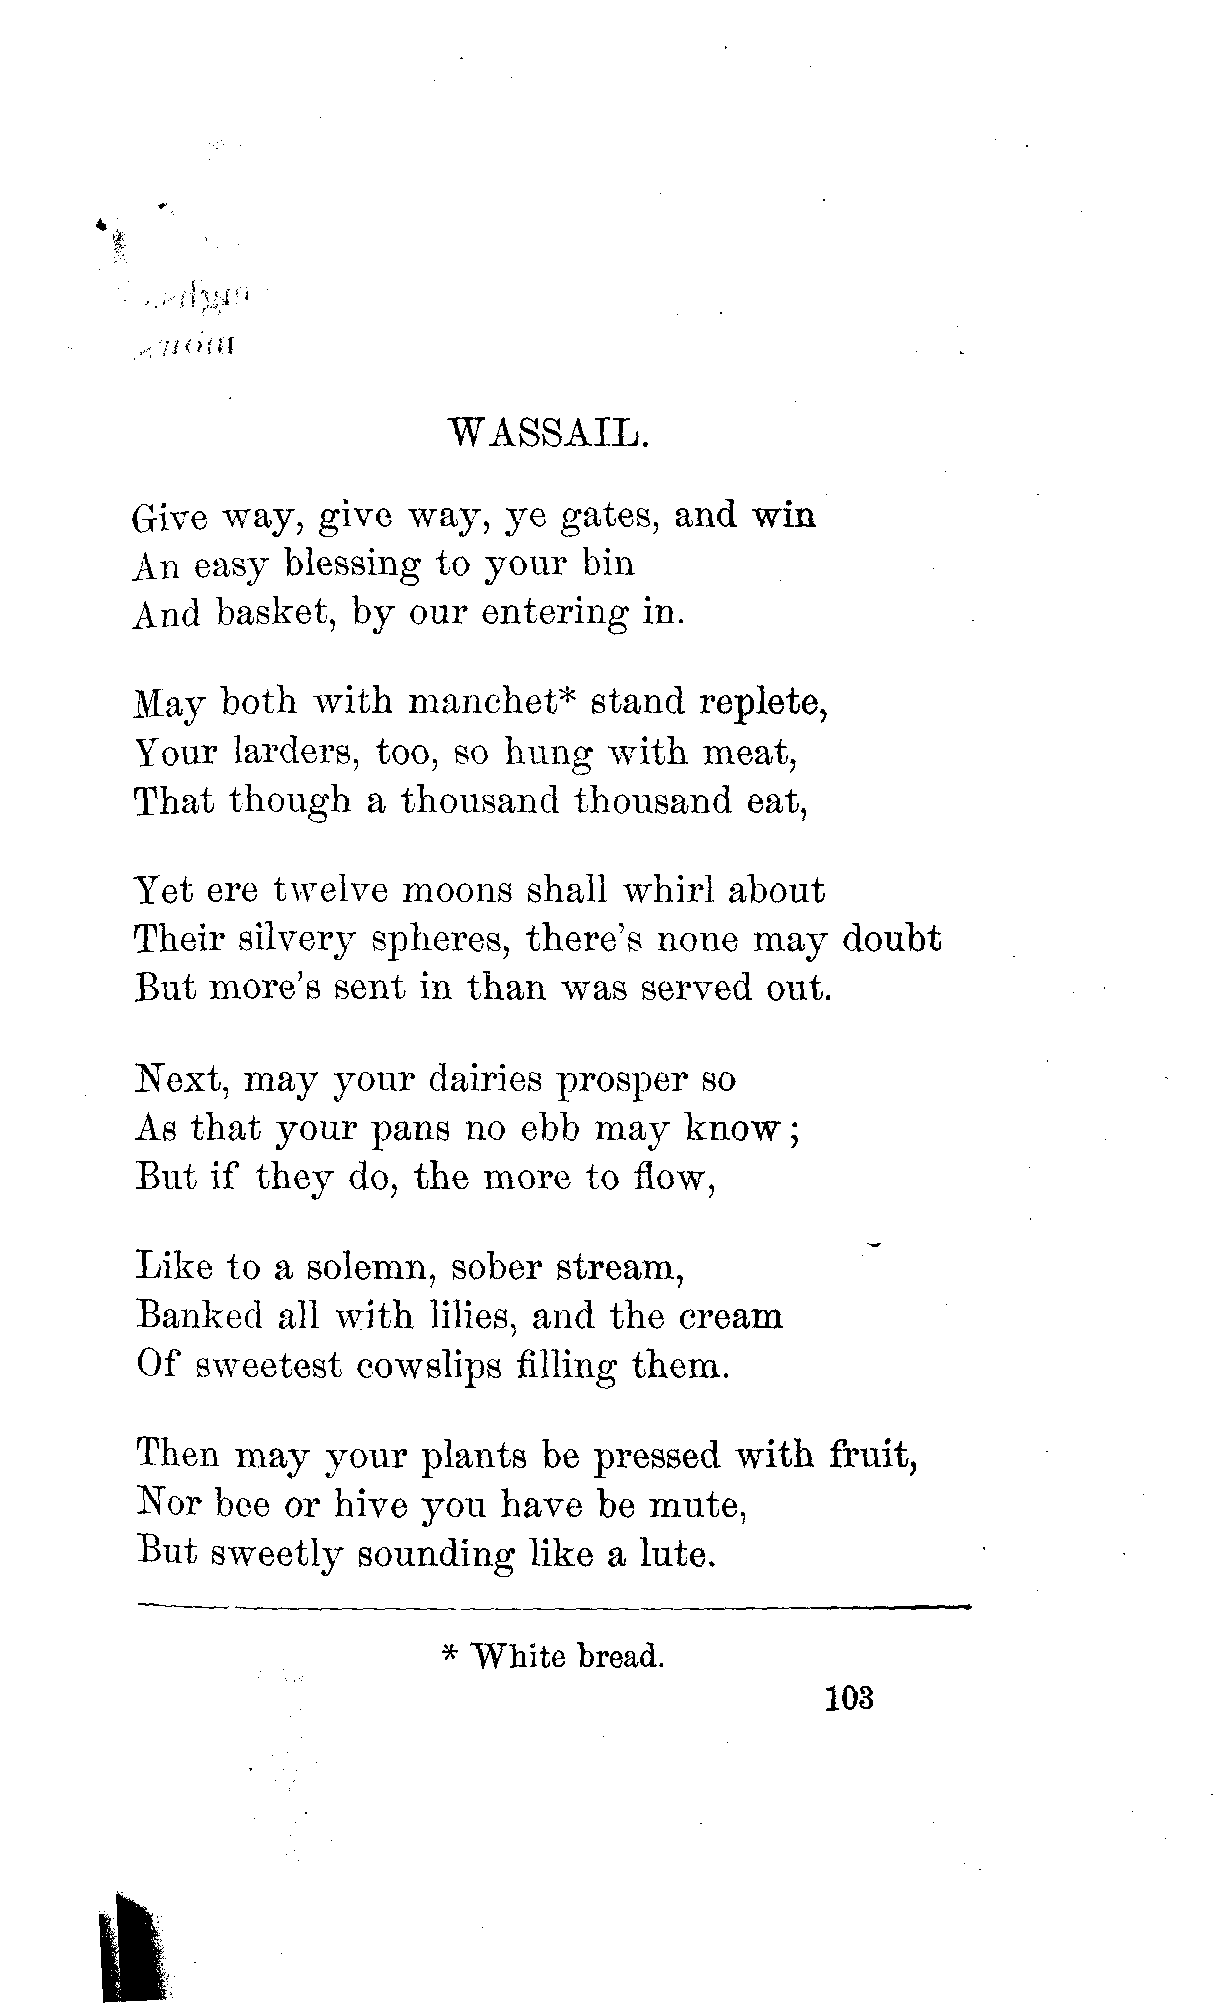 WASSAIL.
Give way, give way, ye gates, and win
An easy blessing to your bin
And basket, by our entering in.
May both with manchet* stand replete,
Your larders, too, so hung with meat,
That though a thousand thousand eat,
Yet ere twelve moons shall whirl about
Their silvery spheres, there's none may doubt
But more's sent in than was served out.
Next, may your dairies prosper so
As that your pans no ebb may know;
But if they do, the more to flow,
Like to a solemn, sober stream,
Banked all with lilies, and the cream
Of sweetest cowslips filling them.
Then may your plants be pressed with fruit,
Nor bee or hive you have be mute,
But sweetly sounding like a lute.
* White bread.
103